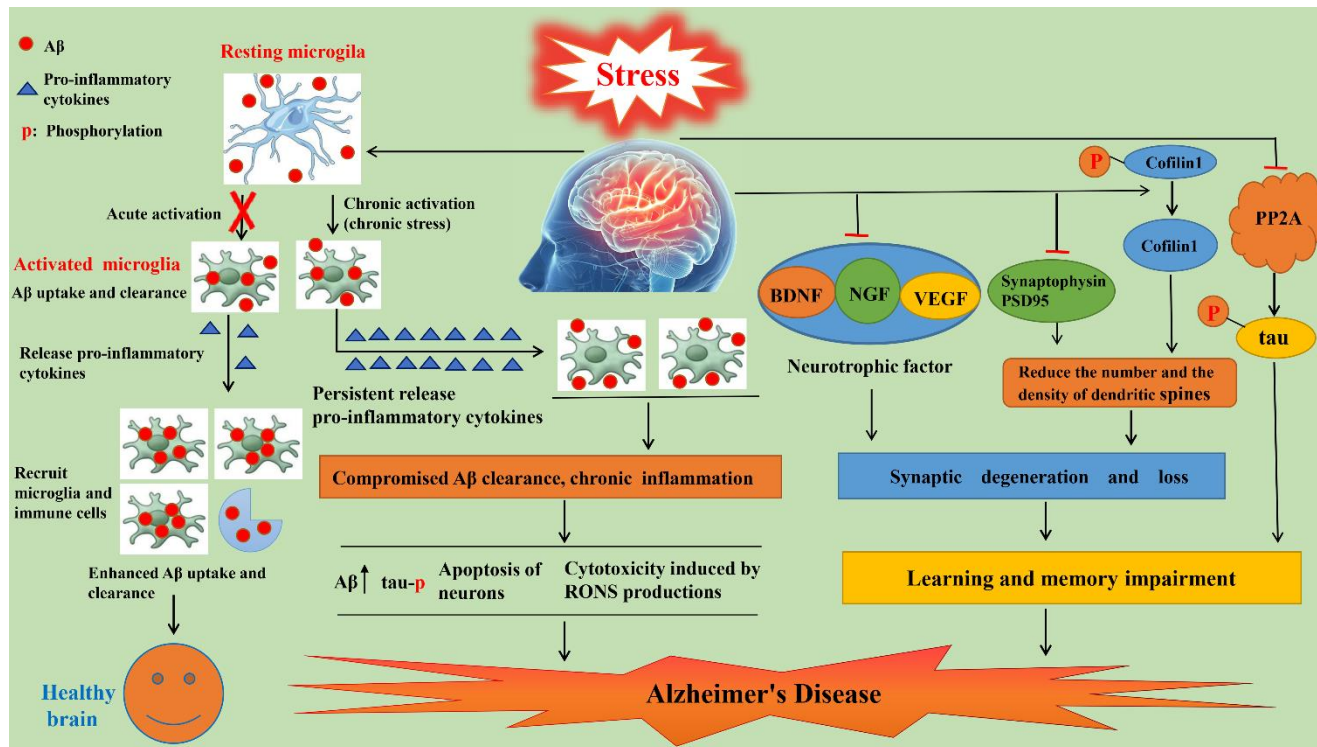 Aβ
Pro-inflammatory
cytokines
p: Phosphorylation
Resting microgila
Stress
Acute activation
Chronic activation
(chronic stress)
Activated microglia
Aβ uptake and clearance
Release pro-inflammatory
cytokines
Persistent release
pro-inflammatory cytokines
Recruit
microglia and
immune cells
Enhanced Aβ uptake and
clearance
Healthy
brain
Compromised Aβ clearance, chronic inflammation
Aβ↑ tau-p
Apoptosis of
neurons
Cytotoxicity induced by
RONS productions
P
Cofilin1
Cofilin1
PP2A
P
tau
BDNF
NGF
VEGF
Neurotrophic factor
Synaptophysin
PSD95
Reduce the number and the
density of dendritic spines
Synaptic degeneration and loss
Learning and memory impairment
Alzheimer's Disease